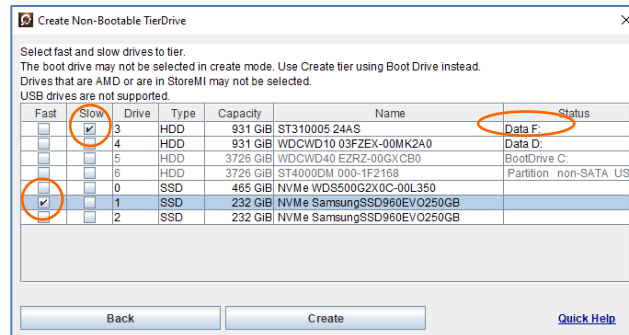 Create Non-Bootable TierDrive
Select fast and slow drives to tier.
The boot drive may not be selected in create mode. Use Create tier using Boot Drive instead.
Drives that are AMD or are in StoreMI may not be selected.
USB drives are not supported.
Fast Slow Drive Type Capacity Name Status
3 HDD 931 GiB ST310005 24AS Data F:
4 HDD 931 GiB WDCWD10 03FZEX-00MK2A0 Data D:
5 HDD 3726 GiB WDCWD40 EZRZ-00GXCB0 BootDrive C:
6 HDD 3726 GiB ST4000DM 000-1F2168 Partition non-SATA US
0 SSD 465 GiB NVMe WDS500G2X0C-00L350
1 SSD 232 GiB NVMe SamsungSSD960EVO250GB
2 SSD 232 GiB NVMe SamsungSSD960EVO250GB
Back Create Quick Help